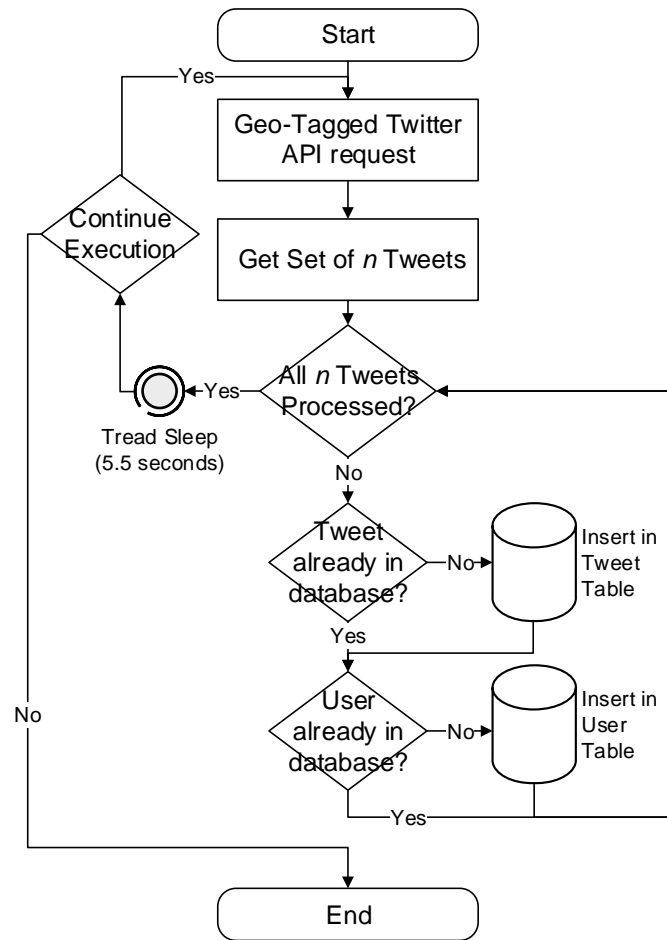 Start
Yes
Geo-Tagged Twitter
API request
Continue
Execution
Get Set of n Tweets
All n Tweets
Processed?
Yes
Tread Sleep
(5.5 seconds)
No
Tweet
already in
database?
No
Insert in
Tweet
Table
Yes
User
already in
database?
No
Insert in
User
Table
No
Yes
End